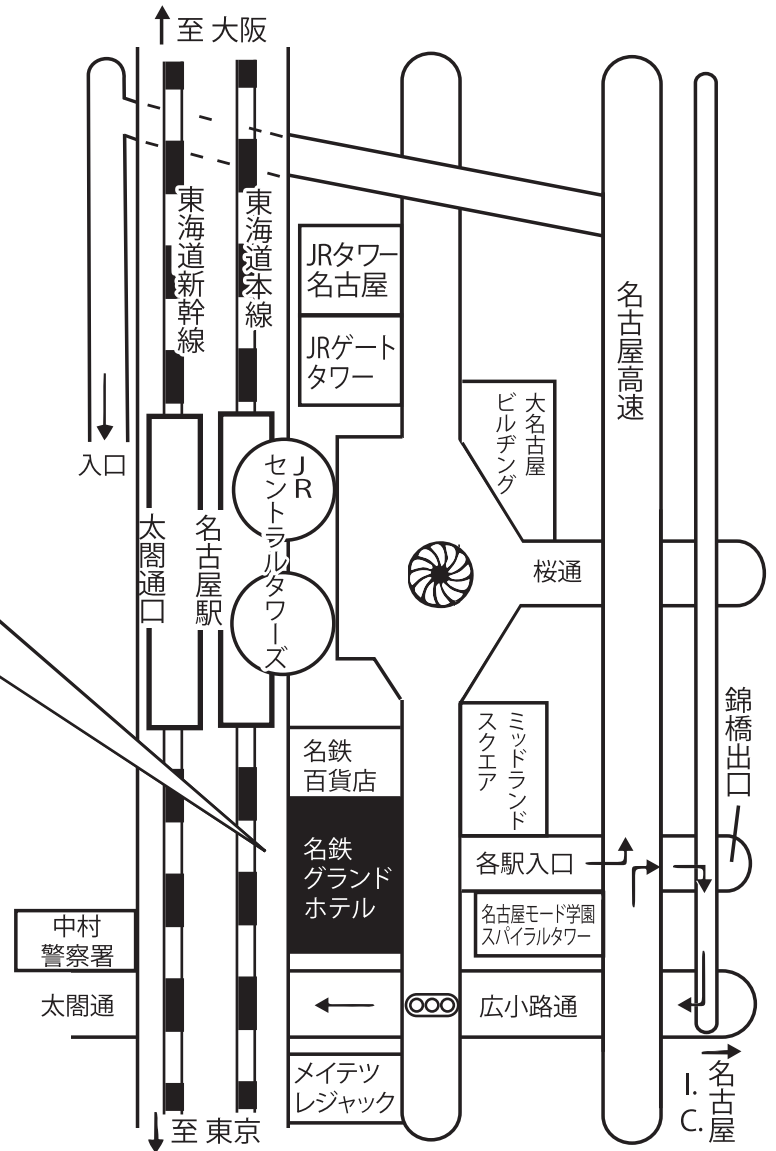 至 大阪
東海道新幹線
東海道本線
JRタワー
名古屋
JRゲート
タワー
名古屋高速
大名古屋
ビルヂング
入口
JR
セントラルタワーズ
太閤通口
名古屋駅
桜通
錦橋出口
ミッドランド
スクエア
名鉄
百貨店
名鉄
グランド
ホテル
各駅入口
名古屋モード学園
スパイラルタワー
中村
警察署
太閤通
広小路通
メイテツ
レジャック
名古屋
I.C.
至 東京